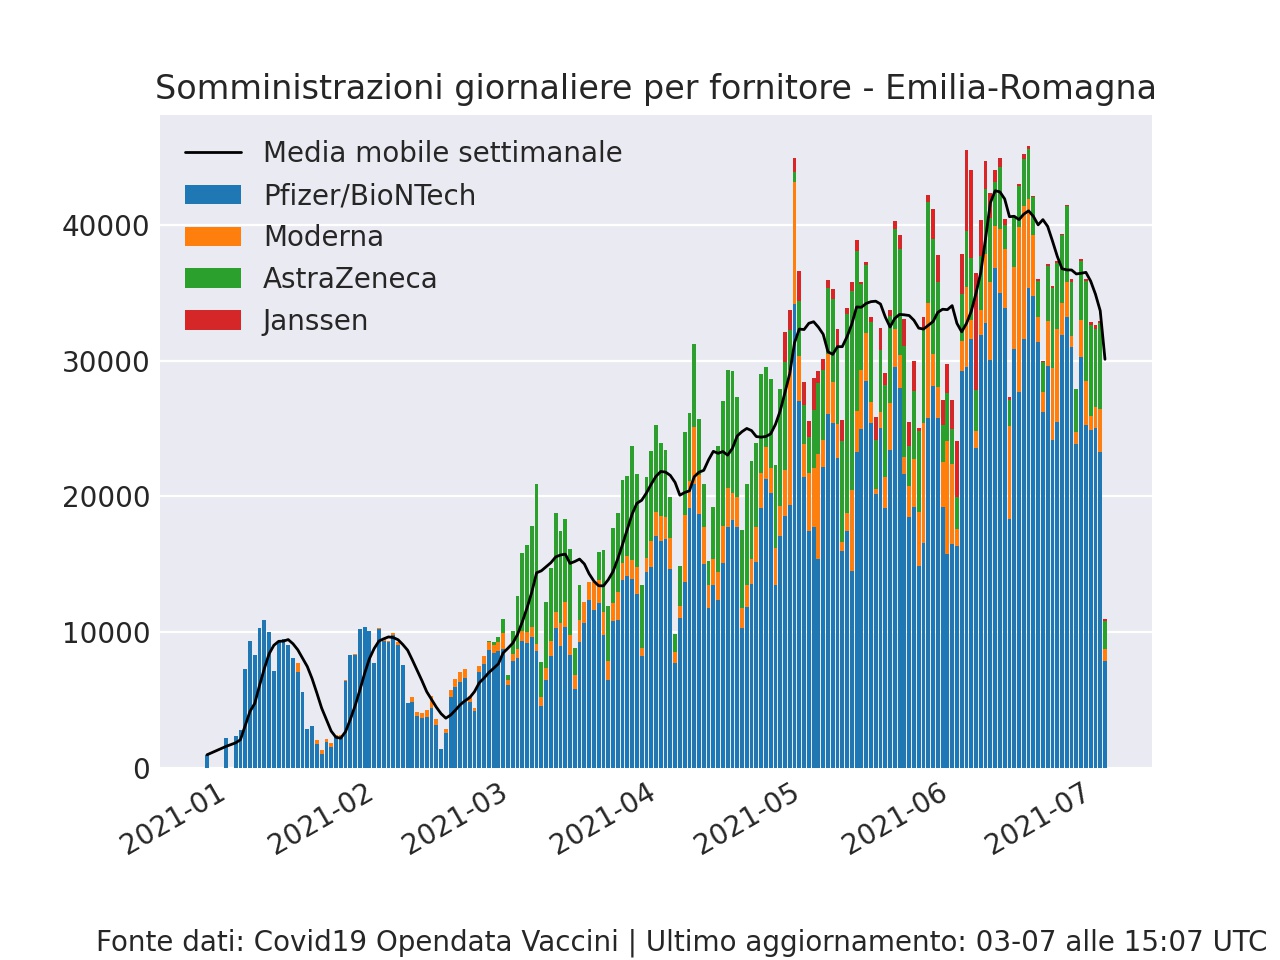 Somministrazioni giornaliere per fornitore - Emilia-Romagna
Media mobile settimanale
Pfizer/BioNTech
Moderna
AstraZeneca
Janssen
40000
30000
20000
10000
0
2021-01
2021-02
2021-03
2021-04
2021-05
2021-06
2021-07
Fonte dati: Covid19 Opendata Vaccini | Ultimo aggiornamento: 03-07 alle 15:07 UTC